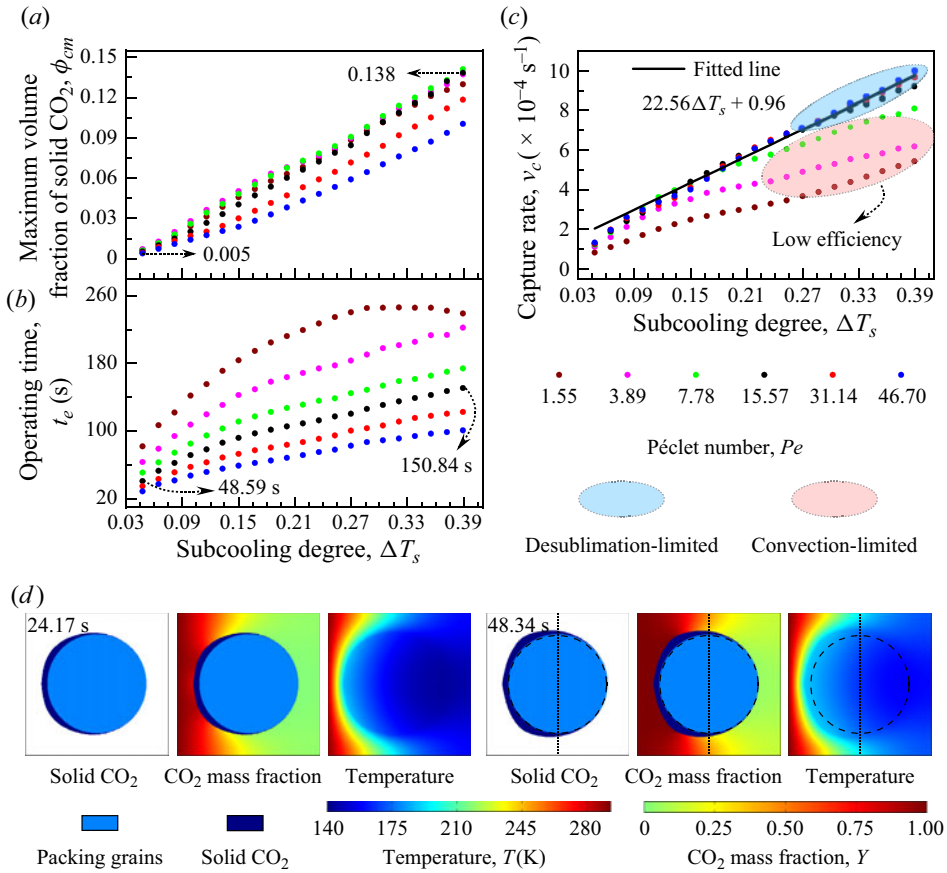 (a)
Maximum volume
fraction of solid CO2, ϕcm
0.15
0.12
0.09
0.06
0.03
0
0.138
0.005
(b)
Operating time,
te (s)
260
180
100
20
48.59 s
150.84 s
0.03 0.09 0.15 0.21 0.27 0.33 0.39
Subcooling degree, ΔTs
(c)
Capture rate, vc( × 10−4 s−1)
10
8
6
4
2
0
Fitted line
22.56ΔTs + 0.96
Low efficiency
0.03 0.09 0.15 0.21 0.27 0.33 0.39
Subcooling degree, ΔTs
1.55 3.89 7.78 15.57 31.14 46.70
Péclet number, Pe
Desublimation-limited Convection-limited
(d)
24.17 s 48.34 s
Solid CO2 CO2 mass fraction Temperature Solid CO2 CO2 mass fraction Temperature
Packing grains Solid CO2
140 175 210 245 280
Temperature, T(K)
0 0.25 0.50 0.75 1.00
CO2 mass fraction, Y